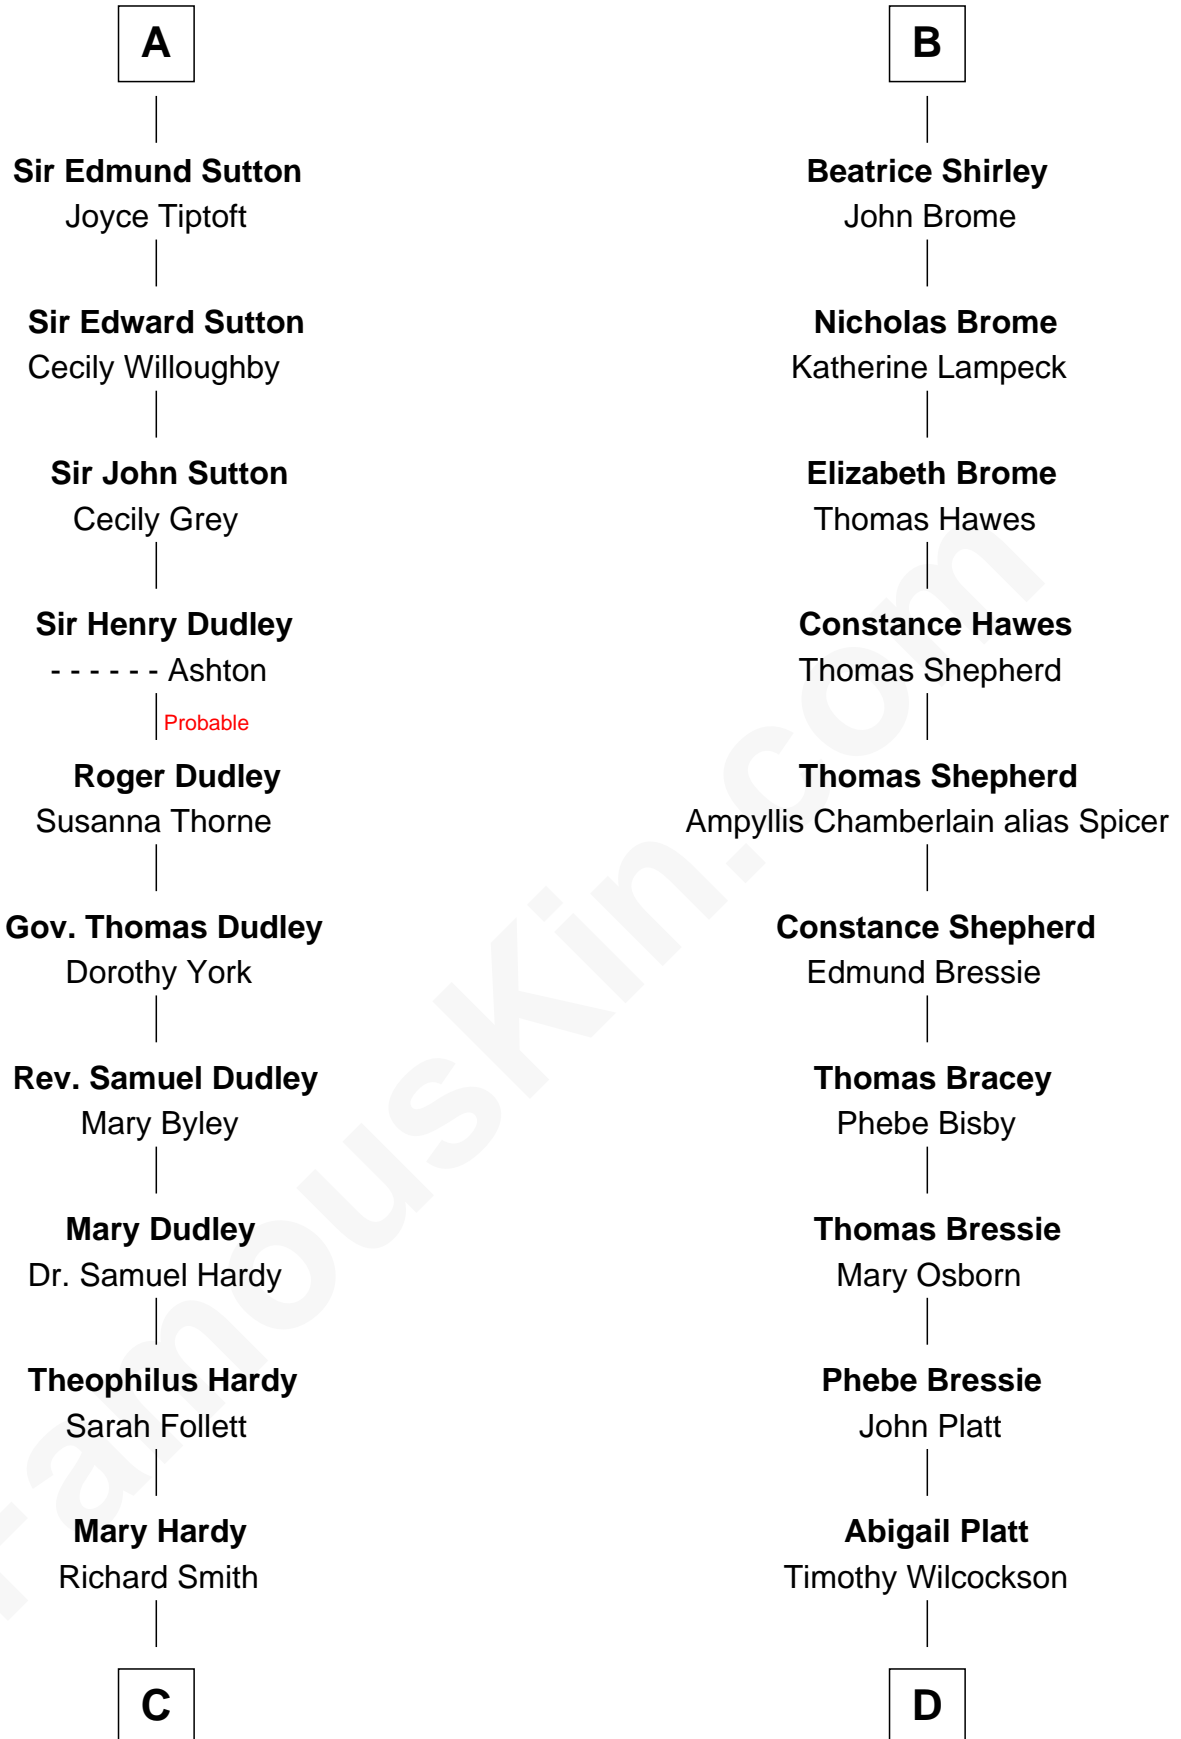 A
Sir Edmund Sutton
Joyce Tiptoft
Sir Edward Sutton
Cecily Willoughby
Sir John Sutton
Cecily Grey
Sir Henry Dudley
- - - - - - Ashton
Probable
Roger Dudley
Susanna Thorne
Gov. Thomas Dudley
Dorothy York
Rev. Samuel Dudley
Mary Byley
Mary Dudley
Dr. Samuel Hardy
Theophilus Hardy
Sarah Follett
Mary Hardy
Richard Smith
C
B
Beatrice Shirley
John Brome
Nicholas Brome
Katherine Lampeck
Elizabeth Brome
Thomas Hawes
Constance Hawes
Thomas Shepherd
Thomas Shepherd
Ampyllis Chamberlain alias Spicer
Constance Shepherd
Edmund Bressie
Thomas Bracey
Phebe Bisby
Thomas Bressie
Mary Osborn
Phebe Bressie
John Platt
Abigail Platt
Timothy Wilcockson
D
FamousKin.com